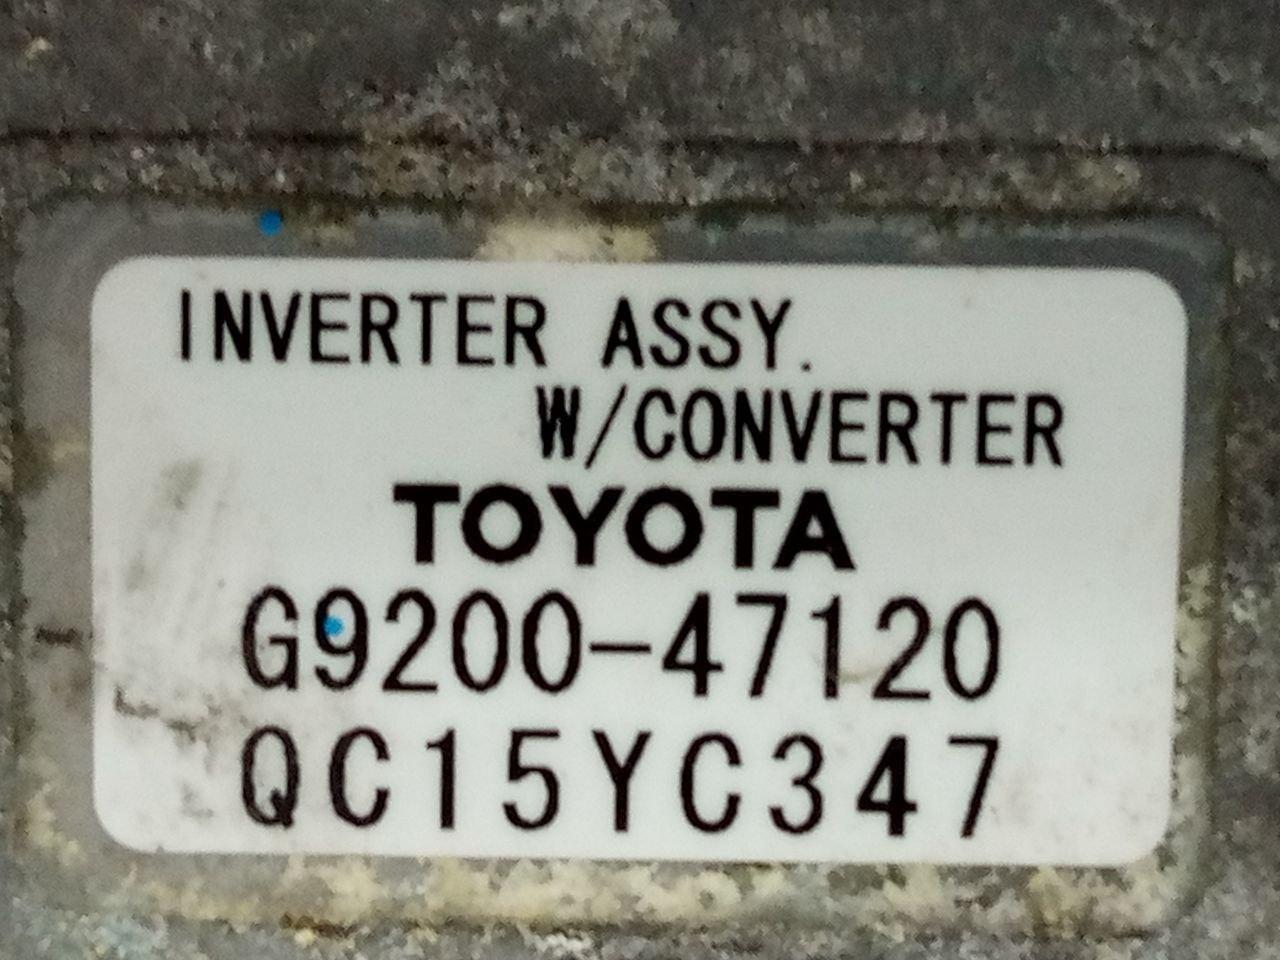 INVERTER ASSY.
W/CONVERTER
TOYOTA
G9200-47120
QC15YC347